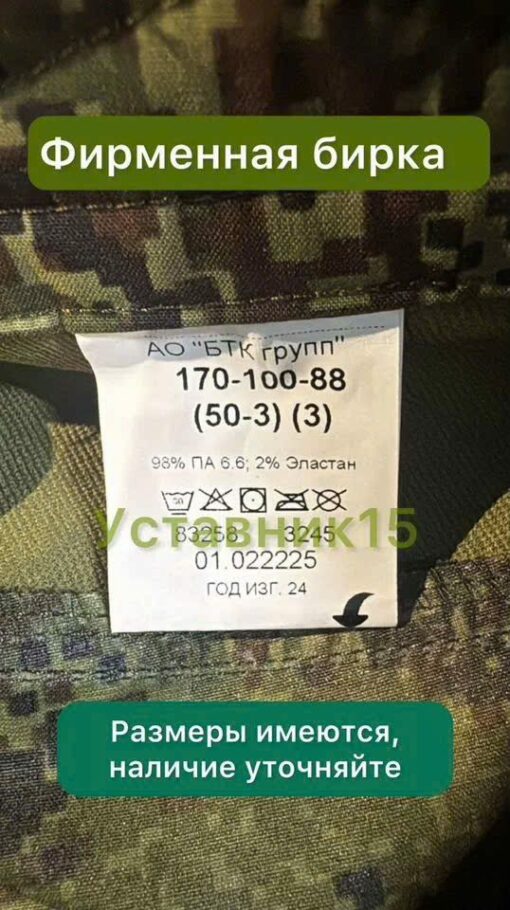 Фирменная бирка
АО "БТК групп"
170-100-88
(50-3) (3)
98% ПА 6.6; 2% Эластан
Уставник15
83258 3245
01.022225
ГОД ИЗГ. 24
Размеры имеются,
наличие уточняйте